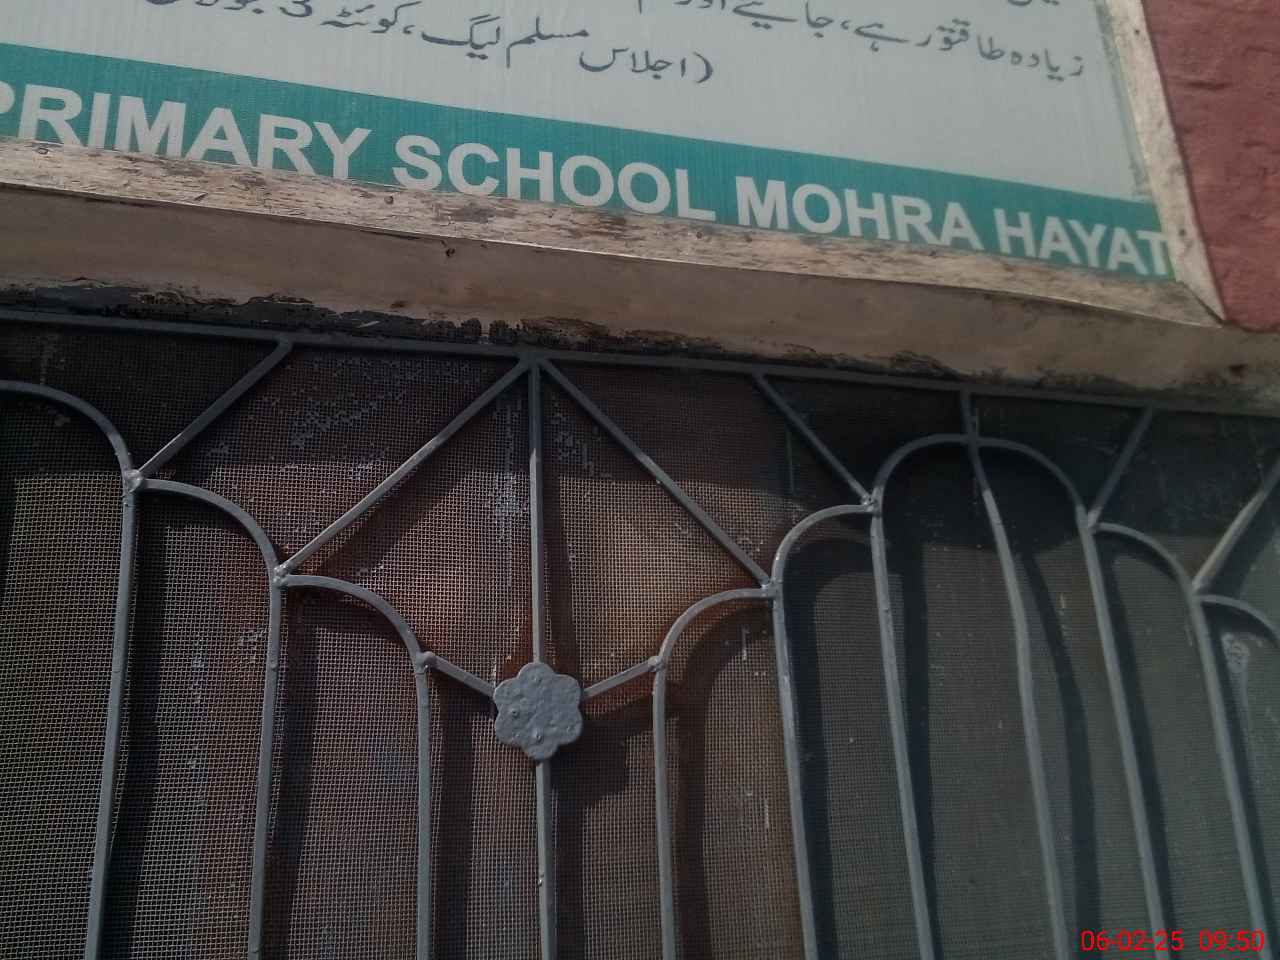 زیادہ طاقتور ہے، جایئے اور
(اجلاس مسلم لیگ، کوئٹہ 3
PRIMARY SCHOOL MOHRA HAYAT
06-02-25 09:50